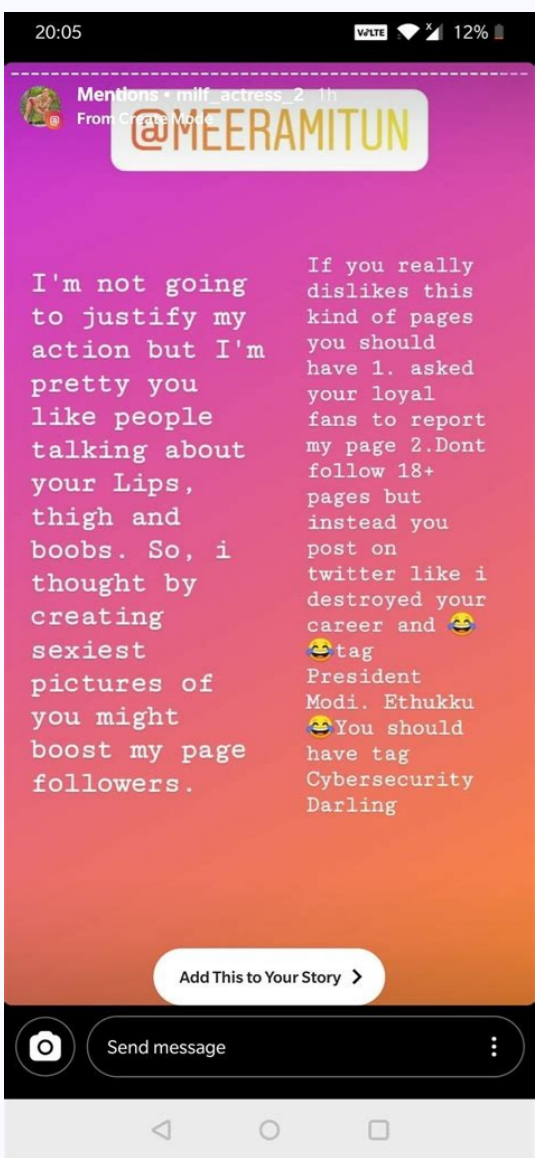 20:05
VoLTE
x
12%
Mentions • milf_actress_2 1h
From Create Mode
@MEERAMITUN
I'm not going
to justify my
action but I'm
pretty you
like people
talking about
your Lips,
thigh and
boobs. So, i
thought by
creating
sexiest
pictures of
you might
boost my page
followers.
If you really
dislikes this
kind of pages
you should
have 1. asked
your loyal
fans to report
my page 2.Dont
follow 18+
pages but
instead you
post on
twitter like i
destroyed your
career and 😂
😂tag
President
Modi. Ethukku
😂You should
have tag
Cybersecurity
Darling
Add This to Your Story
Send message